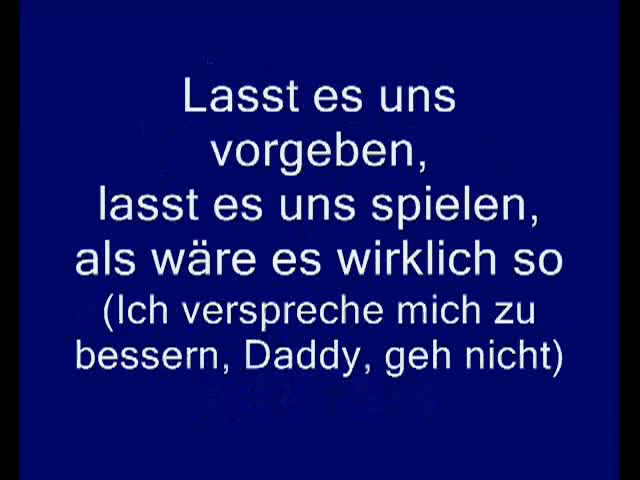 Lasst es uns
vorgeben,
lasst es uns spielen,
als wäre es wirklich so
(Ich verspreche mich zu
bessern, Daddy, geh nicht)